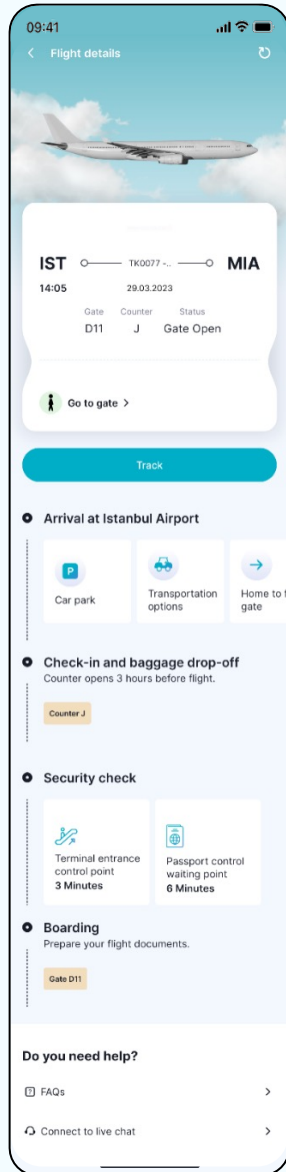 09:41
Flight details
IST TK0077 -.. MIA
14:05 29.03.2023
Gate Counter Status
D11 J Gate Open
Go to gate >
Track
Arrival at Istanbul Airport
P
Car park
Transportation
options
Home to
gate
Check-in and baggage drop-off
Counter opens 3 hours before flight.
Counter J
Security check
Terminal entrance
control point
3 Minutes
Passport control
waiting point
6 Minutes
Boarding
Prepare your flight documents.
Gate D11
Do you need help?
FAQs
Connect to live chat